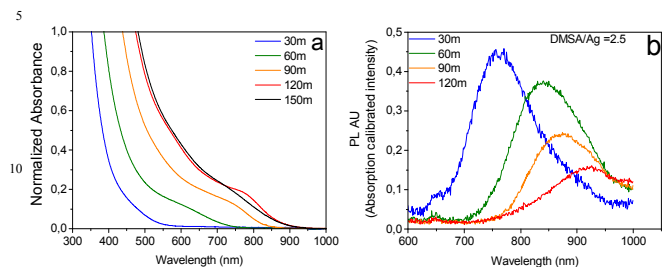 5
10
1,0
0,8
0,6
0,4
0,2
0,0
Normalized Absorbance
30m
60m
90m
120m
150m
a
300 400 500 600 700 800 900 1000
Wavelength (nm)
0,5
0,4
0,3
0,2
0,1
0,0
PL AU
(Absorption calibrated intensity)
30m
60m
90m
120m
DMSA/Ag =2.5
b
600 700 800 900 1000
Wavelength (nm)